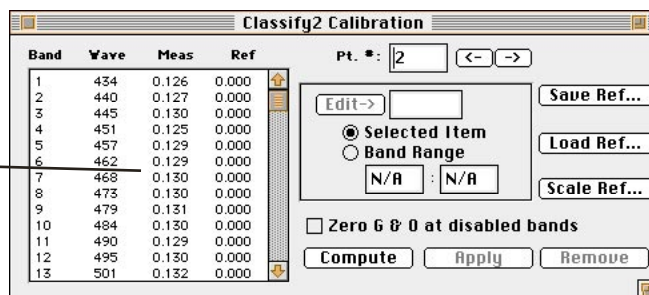 Classify2 Calibration
Band Wave Meas Ref
1 434 0.126 0.000
2 440 0.127 0.000
3 445 0.130 0.000
4 451 0.125 0.000
5 457 0.129 0.000
6 462 0.129 0.000
7 468 0.130 0.000
8 473 0.130 0.000
9 479 0.131 0.000
10 484 0.130 0.000
11 490 0.129 0.000
12 495 0.130 0.000
13 501 0.132 0.000
Pt. #: 2 <- ->
Edit->
Selected Item
Band Range
N/A : N/A
Save Ref...
Load Ref...
Scale Ref...
Zero G & O at disabled bands
Compute Apply Remove